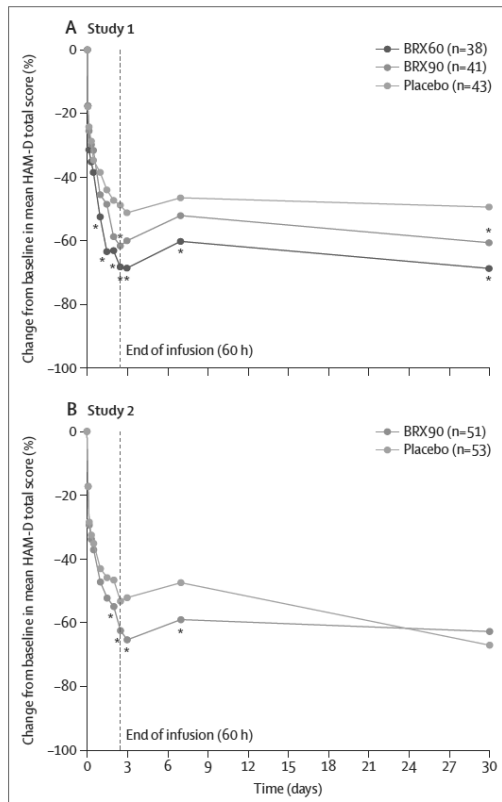 A Study 1
BRX60 (n=38)
BRX90 (n=41)
Placebo (n=43)
0
−20
−40
−60
−80
−100
Change from baseline in mean HAM-D total score (%)
*
*
*
*
*
**
*
*
*
End of infusion (60 h)
B Study 2
BRX90 (n=51)
Placebo (n=53)
0
−20
−40
−60
−80
−100
Change from baseline in mean HAM-D total score (%)
*
*
*
*
End of infusion (60 h)
0 3 6 9 12 15 18 21 24 27 30
Time (days)